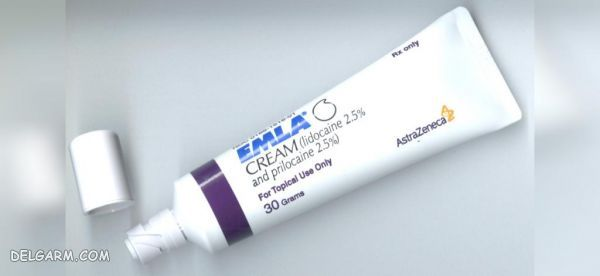 Rx only
EMLA®
CREAM (lidocaine 2.5%
and prilocaine 2.5%)
For Topical Use Only
30 Grams
AstraZeneca
DELGARM.COM